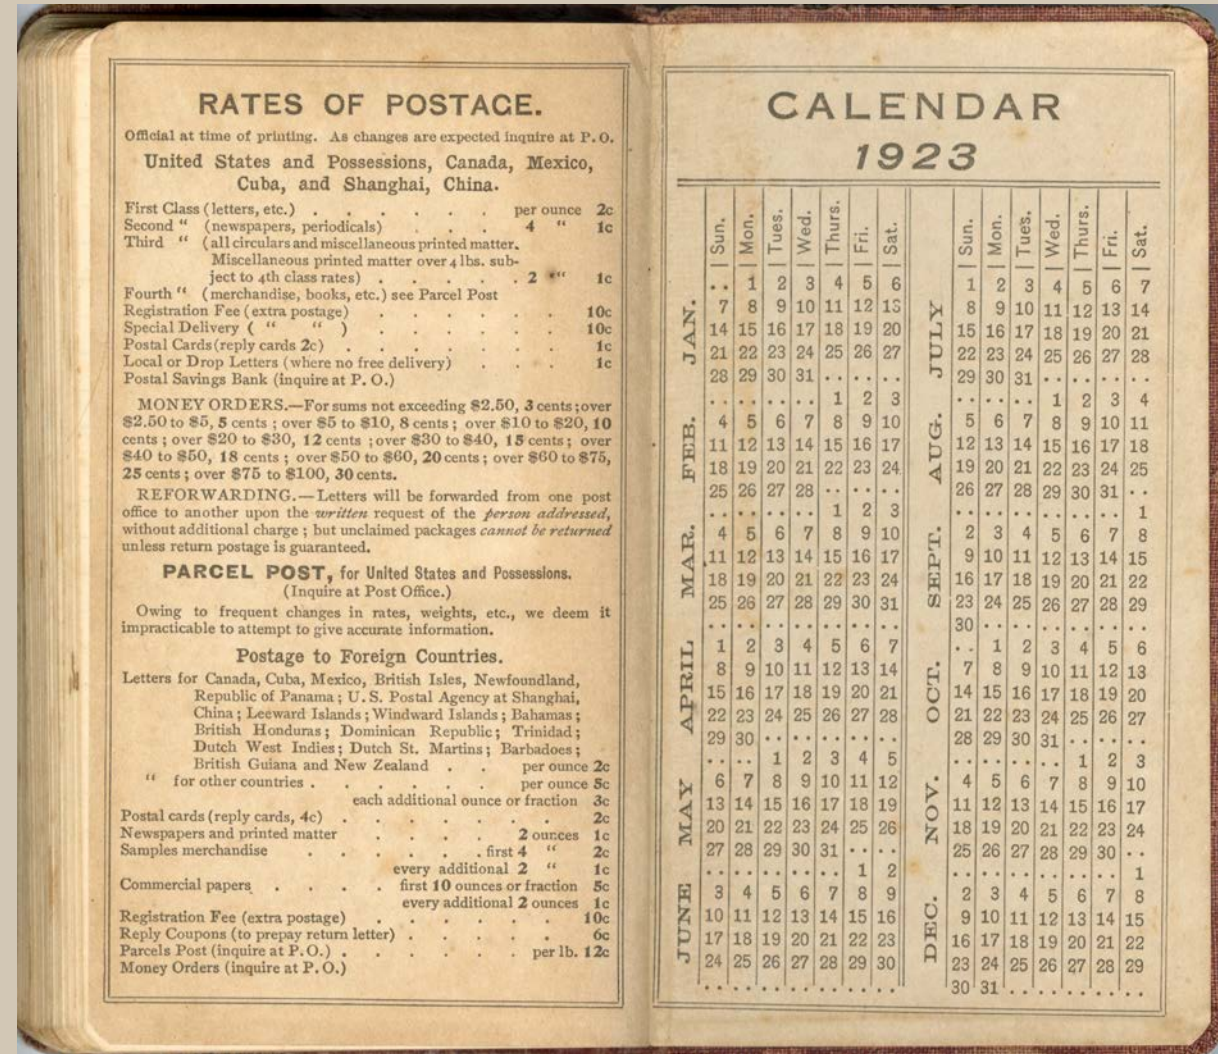 RATES OF POSTAGE.
Official at time of printing. As changes are expected inquire at P. O.
United States and Possessions, Canada, Mexico,
Cuba, and Shanghai, China.
First Class (letters, etc.) . . . . . . per ounce 2c
Second " (newspapers, periodicals) . . . 4 " 1c
Third " (all circulars and miscellaneous printed matter.
Miscellaneous printed matter over 4 lbs. sub-
ject to 4th class rates) . . . . . 2 " 1c
Fourth " (merchandise, books, etc.) see Parcel Post
Registration Fee (extra postage) . . . . . . 10c
Special Delivery ( " " ) . . . . . . 10c
Postal Cards (reply cards 2c) . . . . . . 1c
Local or Drop Letters (where no free delivery) . . . 1c
Postal Savings Bank (inquire at P. O.)
MONEY ORDERS.—For sums not exceeding $2.50, 3 cents ; over
$2.50 to $5, 5 cents ; over $5 to $10, 8 cents ; over $10 to $20, 10
cents ; over $20 to $30, 12 cents ; over $30 to $40, 15 cents ; over
$40 to $50, 18 cents ; over $50 to $60, 20 cents ; over $60 to $75,
25 cents ; over $75 to $100, 30 cents.
REFORWARDING.—Letters will be forwarded from one post
office to another upon the written request of the person addressed,
without additional charge ; but unclaimed packages cannot be returned
unless return postage is guaranteed.
PARCEL POST, for United States and Possessions.
(Inquire at Post Office.)
Owing to frequent changes in rates, weights, etc., we deem it
impracticable to attempt to give accurate information.
Postage to Foreign Countries.
Letters for Canada, Cuba, Mexico, British Isles, Newfoundland,
Republic of Panama ; U. S. Postal Agency at Shanghai,
China ; Leeward Islands ; Windward Islands ; Bahamas ;
British Honduras ; Dominican Republic ; Trinidad ;
Dutch West Indies ; Dutch St. Martins ; Barbadoes ;
British Guiana and New Zealand . . per ounce 2c
" for other countries . . . . . . per ounce 5c
each additional ounce or fraction 3c
Postal cards (reply cards, 4c) . . . . . . 2c
Newspapers and printed matter . . . . 2 ounces 1c
Samples merchandise . . . . . . first 4 " 2c
every additional 2 " 1c
Commercial papers . . . . first 10 ounces or fraction 5c
every additional 2 ounces 1c
Registration Fee (extra postage) . . . . . . 10c
Reply Coupons (to prepay return letter) . . . . . 6c
Parcels Post (inquire at P. O.) . . . . . . per lb. 12c
Money Orders (inquire at P. O.)
CALENDAR
1923
Sun. Mon. Tues. Wed. Thurs. Fri. Sat.
JAN.
. . 1 2 3 4 5 6
7 8 9 10 11 12 13
14 15 16 17 18 19 20
21 22 23 24 25 26 27
28 29 30 31 . . . . . .
FEB.
. . . . . . . . 1 2 3
4 5 6 7 8 9 10
11 12 13 14 15 16 17
18 19 20 21 22 23 24
25 26 27 28 . . . . . .
MAR.
. . . . . . . . 1 2 3
4 5 6 7 8 9 10
11 12 13 14 15 16 17
18 19 20 21 22 23 24
25 26 27 28 29 30 31
. . . . . . . . . . . . . .
APRIL
1 2 3 4 5 6 7
8 9 10 11 12 13 14
15 16 17 18 19 20 21
22 23 24 25 26 27 28
29 30 . . . . . . . . . .
MAY
. . . . 1 2 3 4 5
6 7 8 9 10 11 12
13 14 15 16 17 18 19
20 21 22 23 24 25 26
27 28 29 30 31 . . . .
JUNE
. . . . . . . . . . 1 2
3 4 5 6 7 8 9
10 11 12 13 14 15 16
17 18 19 20 21 22 23
24 25 26 27 28 29 30
. . . . . . . . . . . . . .
Sun. Mon. Tues. Wed. Thurs. Fri. Sat.
JULY
1 2 3 4 5 6 7
8 9 10 11 12 13 14
15 16 17 18 19 20 21
22 23 24 25 26 27 28
29 30 31 . . . . . . . .
AUG.
. . . . . . 1 2 3 4
5 6 7 8 9 10 11
12 13 14 15 16 17 18
19 20 21 22 23 24 25
26 27 28 29 30 31 . .
SEPT.
. . . . . . . . . . . . 1
2 3 4 5 6 7 8
9 10 11 12 13 14 15
16 17 18 19 20 21 22
23 24 25 26 27 28 29
30 . . . . . . . . . . . .
OCT.
. . 1 2 3 4 5 6
7 8 9 10 11 12 13
14 15 16 17 18 19 20
21 22 23 24 25 26 27
28 29 30 31 . . . . . .
NOV.
. . . . . . . . 1 2 3
4 5 6 7 8 9 10
11 12 13 14 15 16 17
18 19 20 21 22 23 24
25 26 27 28 29 30 . .
DEC.
. . . . . . . . . . . . 1
2 3 4 5 6 7 8
9 10 11 12 13 14 15
16 17 18 19 20 21 22
23 24 25 26 27 28 29
30 31 . . . . . . . . . .